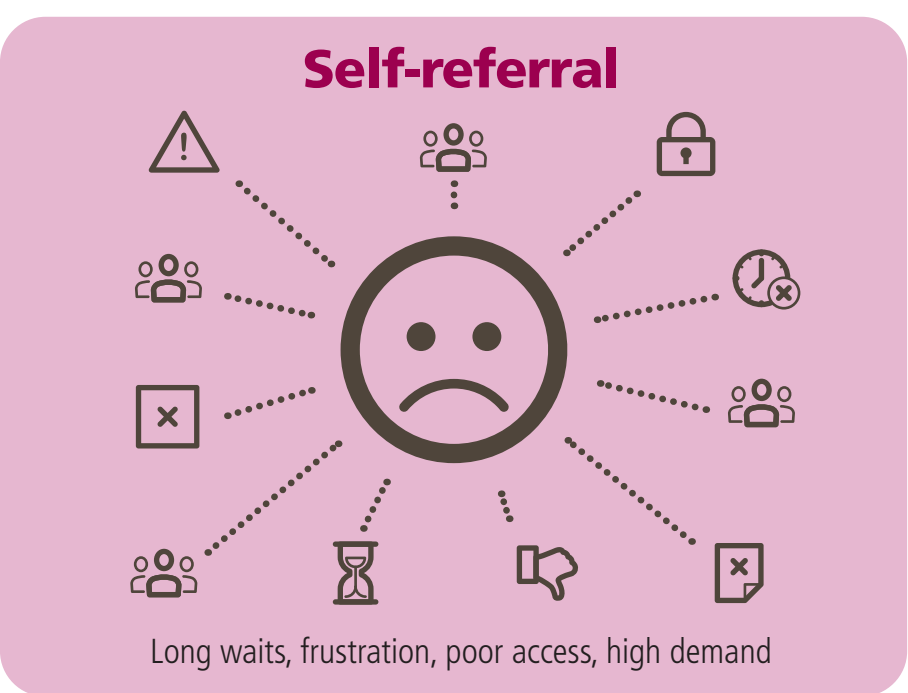 Self-referral
Long waits, frustration, poor access, high demand